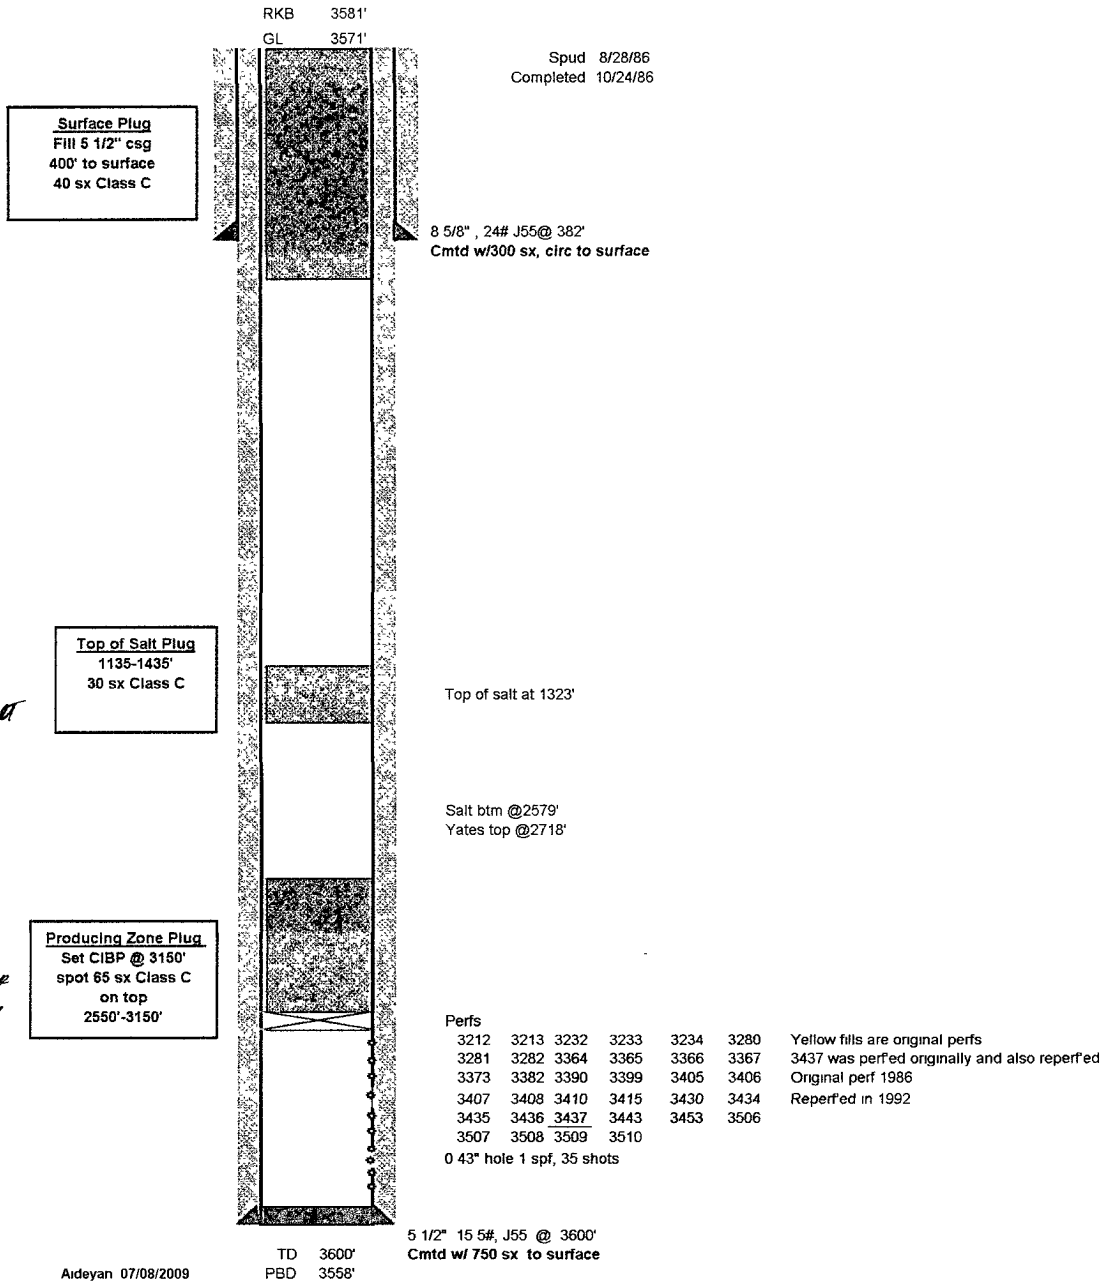 RKB 3581'
GL 3571'
Spud 8/28/86
Completed 10/24/86
Surface Plug
Fill 5 1/2" csg
400' to surface
40 sx Class C
8 5/8" , 24# J55@ 382'
Cmtd w/300 sx, circ to surface
Top of Salt Plug
1135-1435'
30 sx Class C
Top of salt at 1323'
Salt btm @2579'
Yates top @2718'
Producing Zone Plug
Set CIBP @ 3150'
spot 65 sx Class C
on top
2550'-3150'
Perfs
3212 3213 3232 3233 3234 3280 Yellow fills are original perfs
3281 3282 3364 3365 3366 3367 3437 was perf'ed originally and also reperf'ed
3373 3382 3390 3399 3405 3406 Original perf 1986
3407 3408 3410 3415 3430 3434 Reperf'ed in 1992
3435 3436 3437 3443 3453 3506
3507 3508 3509 3510
0 43" hole 1 spf, 35 shots
5 1/2" 15 5#, J55 @ 3600'
Cmtd w/ 750 sx to surface
TD 3600'
PBD 3558'
Aideyan 07/08/2009